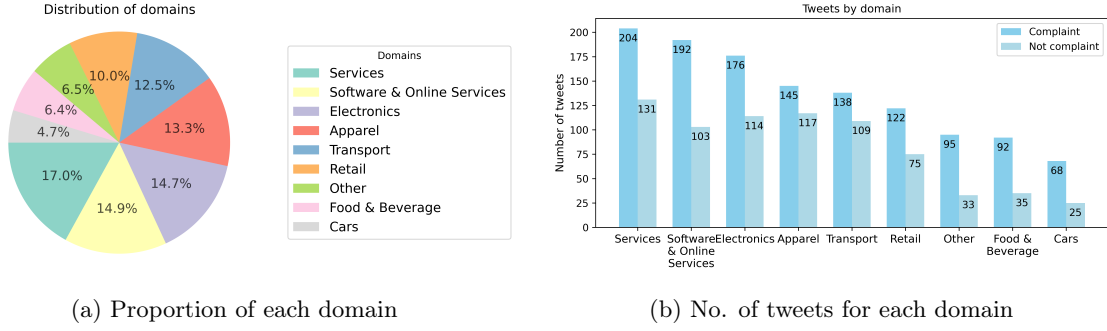 Distribution of domains
10.0%
12.5%
6.5%
6.4%
13.3%
4.7%
17.0%
14.7%
14.9%
Domains
Services
Software & Online Services
Electronics
Apparel
Transport
Retail
Other
Food & Beverage
Cars
(a) Proportion of each domain
Tweets by domain
Complaint
Not complaint
Number of tweets
200
175
150
125
100
75
50
25
0
204
131
192
103
176
114
145
117
138
109
122
75
95
33
92
35
68
25
Services
Software
& Online
Services
Electronics
Apparel
Transport
Retail
Other
Food &
Beverage
Cars
(b) No. of tweets for each domain